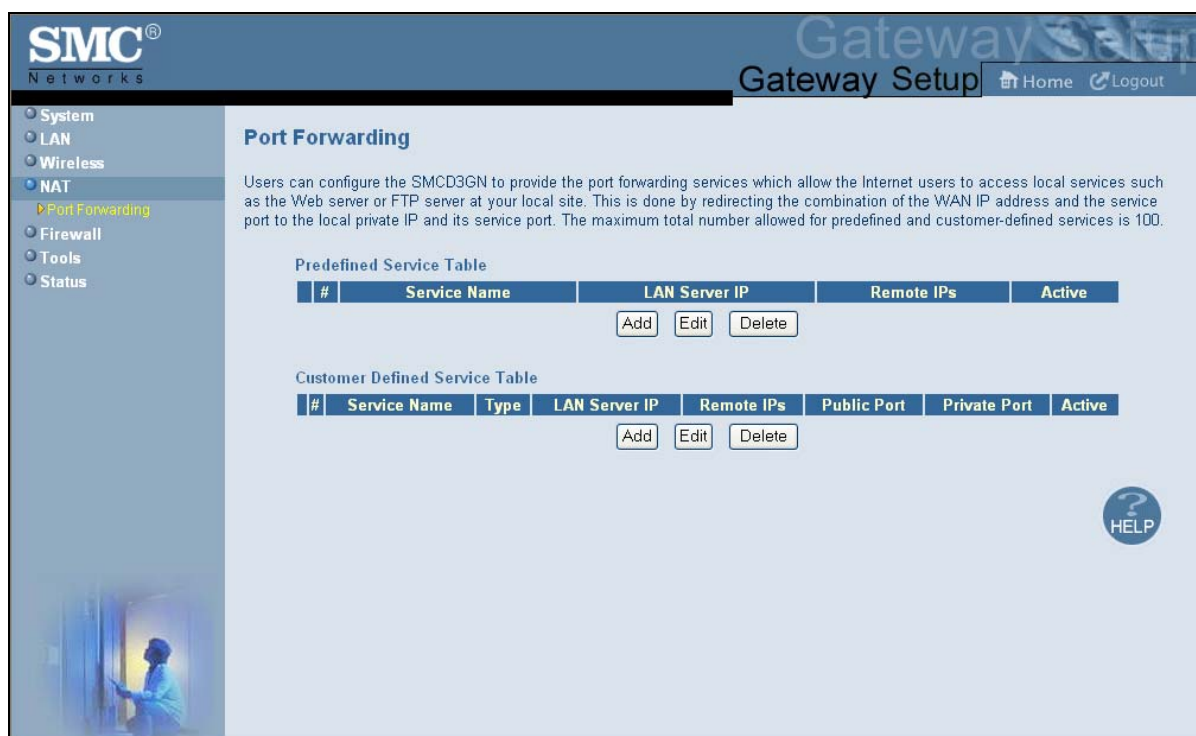 SMC®
Networks
Gateway Setup
Gateway Setup
Home
Logout
System
LAN
Wireless
NAT
Port Forwarding
Firewall
Tools
Status
Port Forwarding
Users can configure the SMCD3GN to provide the port forwarding services which allow the Internet users to access local services such
as the Web server or FTP server at your local site. This is done by redirecting the combination of the WAN IP address and the service
port to the local private IP and its service port. The maximum total number allowed for predefined and customer-defined services is 100.
Predefined Service Table
# Service Name LAN Server IP Remote IPs Active
Add Edit Delete
Customer Defined Service Table
# Service Name Type LAN Server IP Remote IPs Public Port Private Port Active
Add Edit Delete
?
HELP